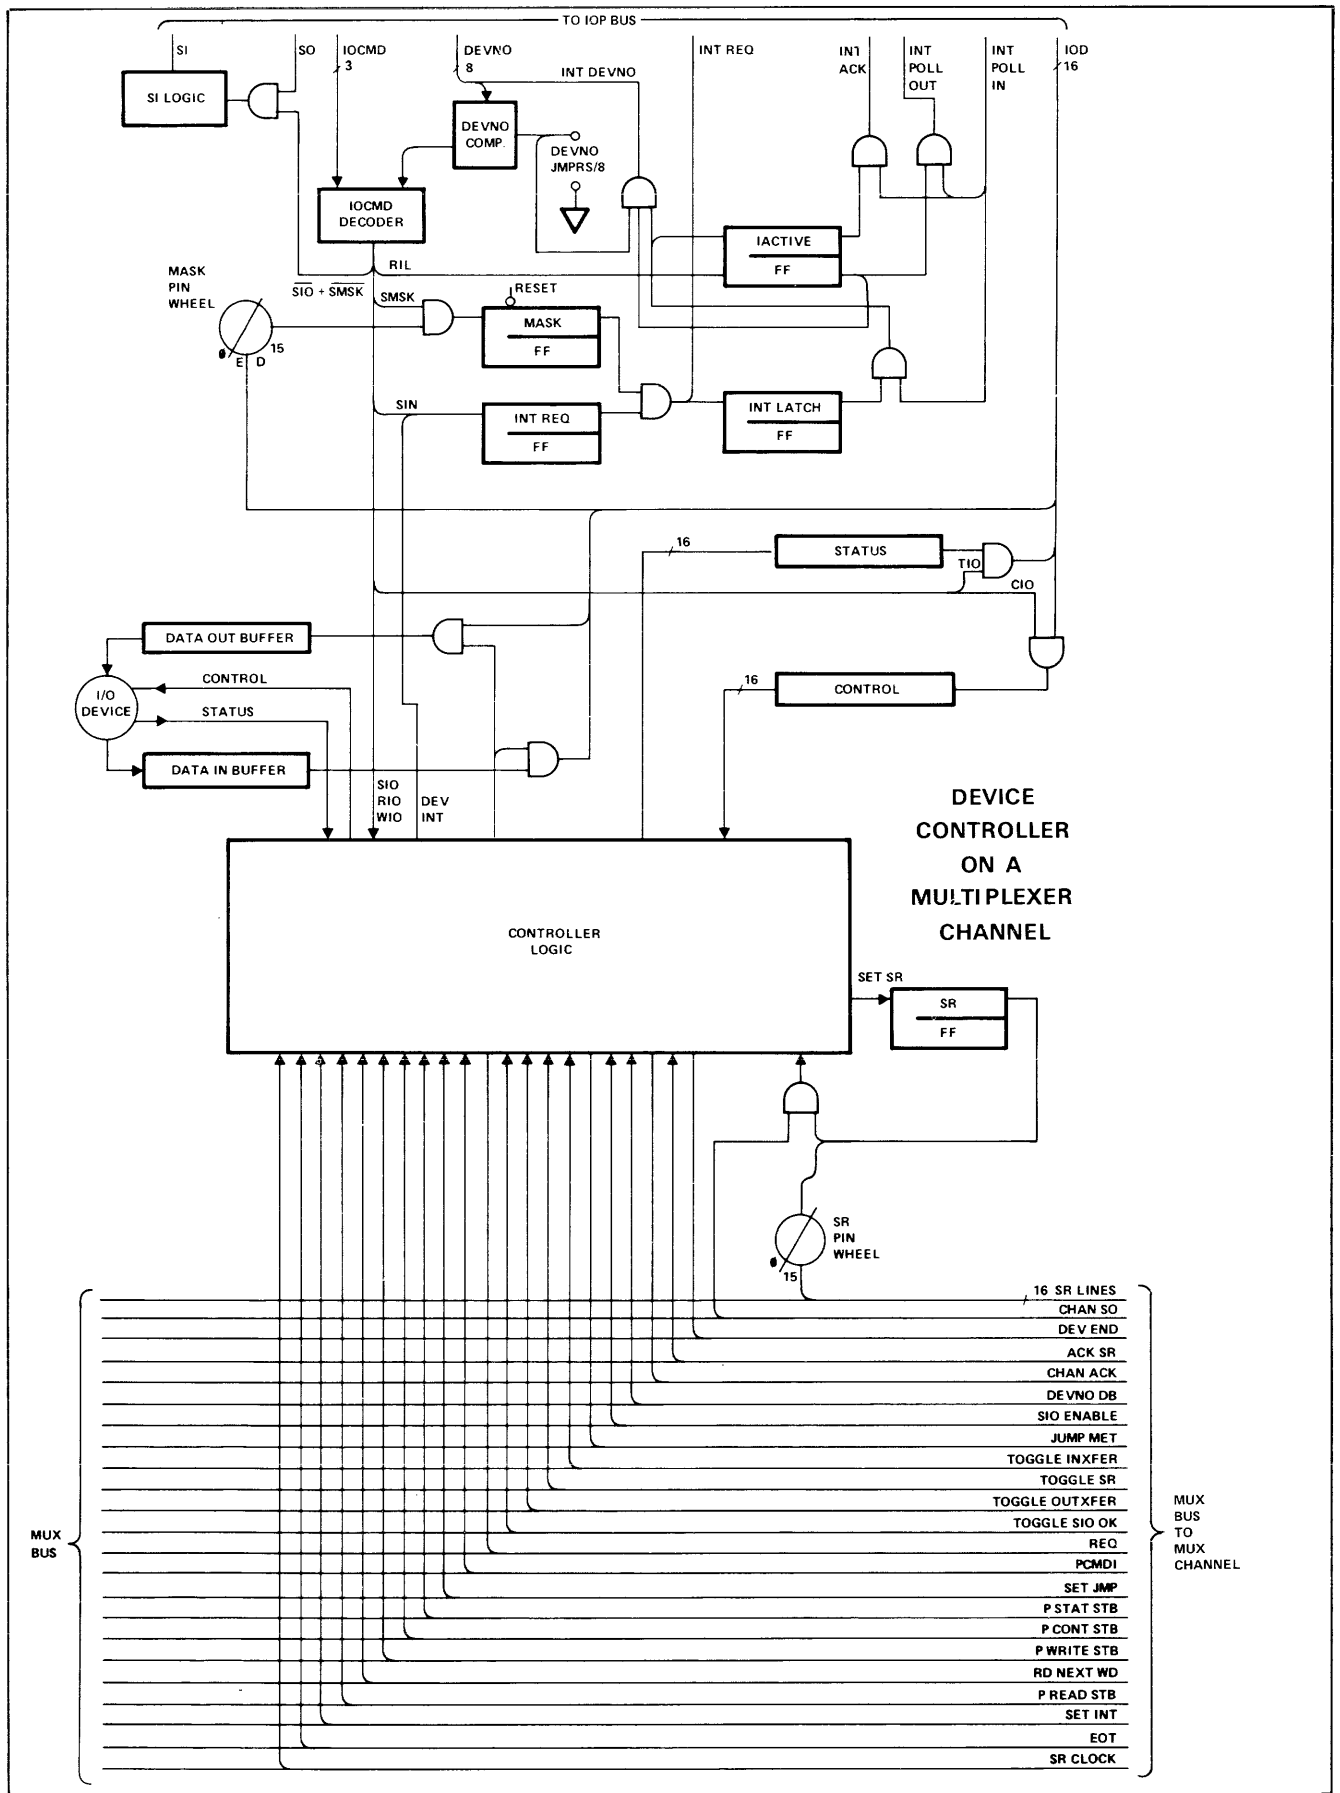 TO IOP BUS
SI
SO
IOCMD
3
DEVNO
8
INT DEVNO
INT REQ
INT
ACK
INT
POLL
OUT
INT
POLL
IN
IOD
16
SI LOGIC
DEVNO
COMP.
DEVNO
JMPRS/8
IOCMD
DECODER
IACTIVE
FF
MASK
PIN
WHEEL
RIL
SIO + SMSK
SMSK
RESET
MASK
FF
0
E D
15
SIN
INT REQ
FF
INT LATCH
FF
16
STATUS
TIO
CIO
DATA OUT BUFFER
CONTROL
I/O
DEVICE
STATUS
16
CONTROL
DATA IN BUFFER
SIO
RIO
WIO
DEV
INT
DEVICE
CONTROLLER
ON A
MULTIPLEXER
CHANNEL
CONTROLLER
LOGIC
SET SR
SR
FF
SR
PIN
WHEEL
0
15
16 SR LINES
CHAN SO
DEV END
ACK SR
CHAN ACK
DEVNO DB
SIO ENABLE
JUMP MET
TOGGLE INXFER
TOGGLE SR
TOGGLE OUTXFER
TOGGLE SIO OK
REQ
PCMDI
SET JMP
P STAT STB
P CONT STB
P WRITE STB
RD NEXT WD
P READ STB
SET INT
EOT
SR CLOCK
MUX
BUS
MUX
BUS
TO
MUX
CHANNEL